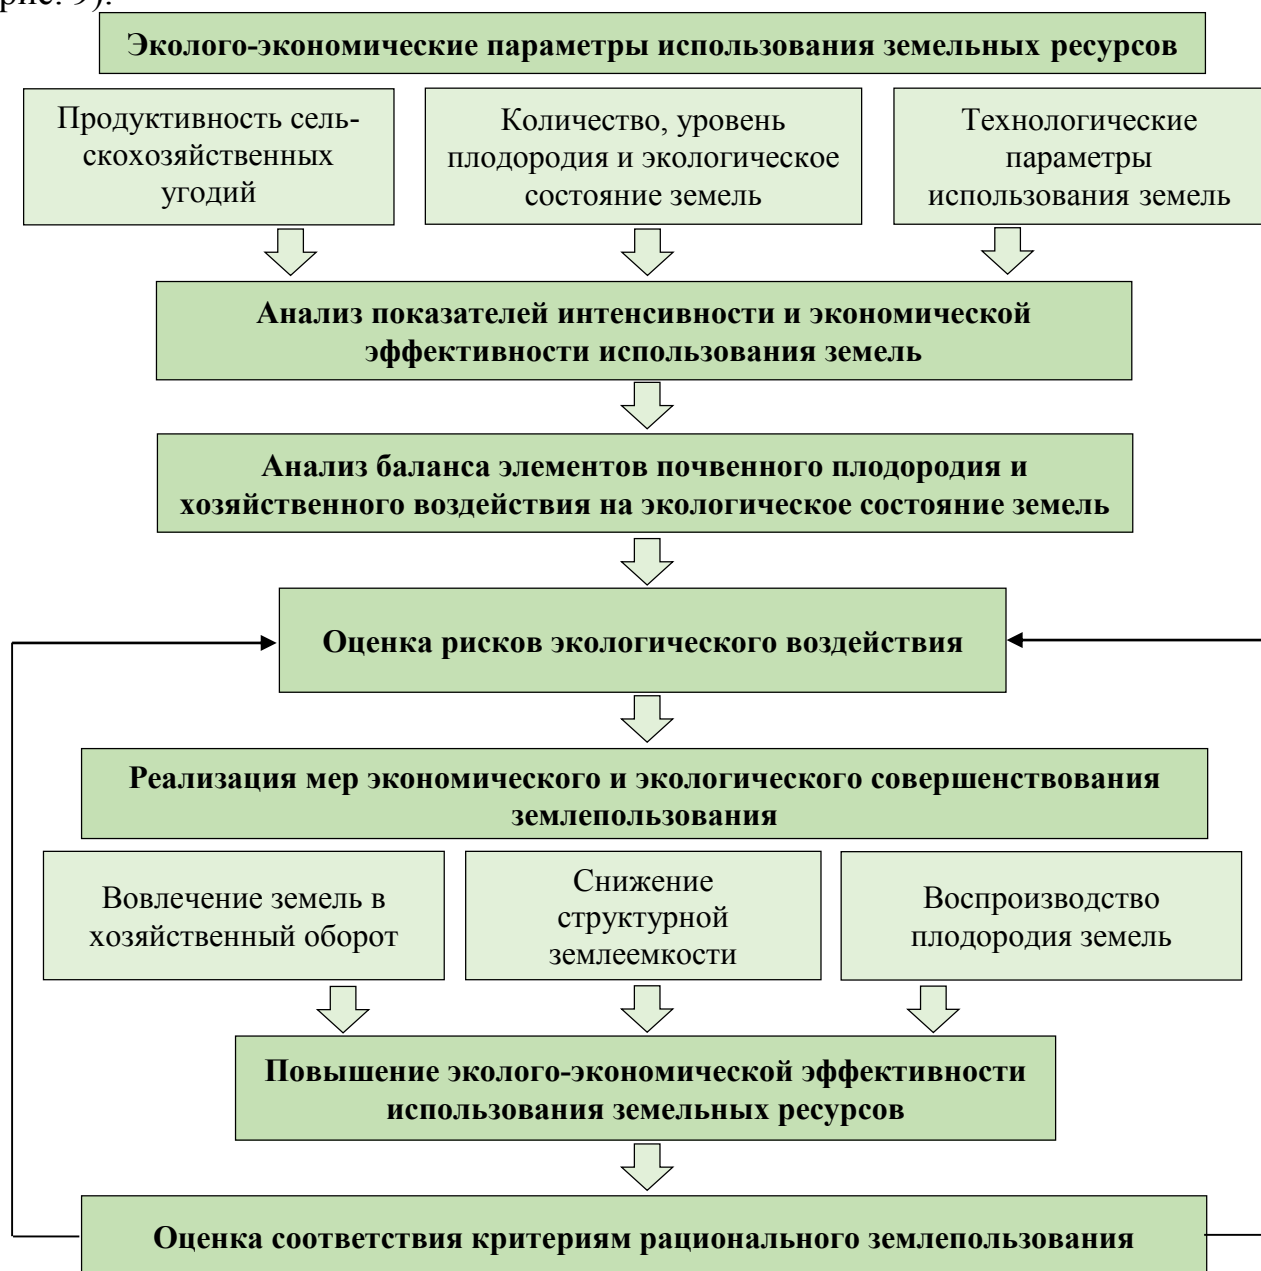 рис. 9).
Эколого-экономические параметры использования земельных ресурсов
Продуктивность сель-
скохозяйственных
угодий
Количество, уровень
плодородия и экологическое
состояние земель
Технологические
параметры
использования земель
Анализ показателей интенсивности и экономической
эффективности использования земель
Анализ баланса элементов почвенного плодородия и
хозяйственного воздействия на экологическое состояние земель
Оценка рисков экологического воздействия
Реализация мер экономического и экологического совершенствования
землепользования
Вовлечение земель в
хозяйственный оборот
Снижение
структурной
землеемкости
Воспроизводство
плодородия земель
Повышение эколого-экономической эффективности
использования земельных ресурсов
Оценка соответствия критериям рационального землепользования